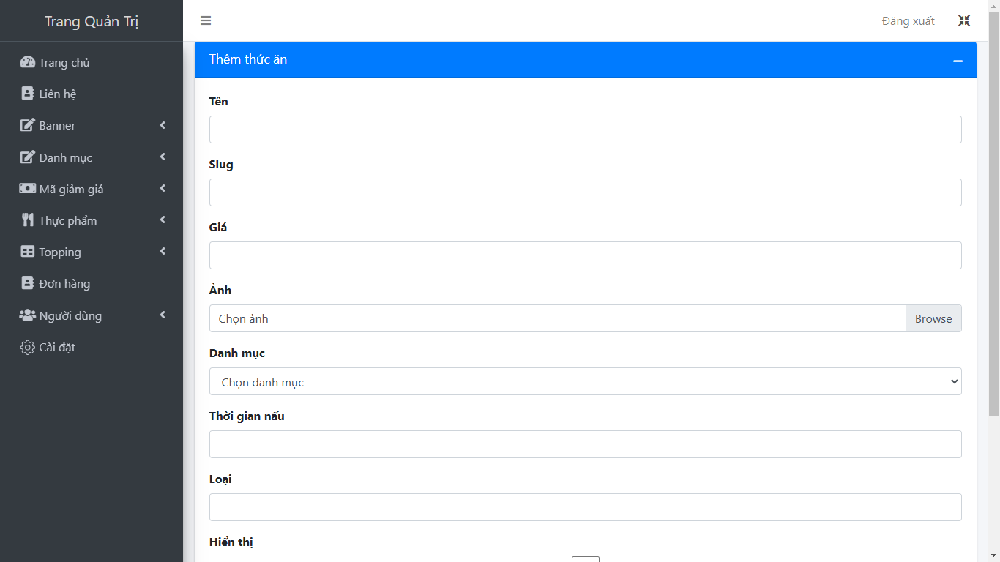 Trang Quản Trị
Đăng xuất
Trang chủ
Liên hệ
Banner
Danh mục
Mã giảm giá
Thực phẩm
Topping
Đơn hàng
Người dùng
Cài đặt
Thêm thức ăn
Tên
Slug
Giá
Ảnh
Chọn ảnh
Browse
Danh mục
Chọn danh mục
Thời gian nấu
Loại
Hiển thị